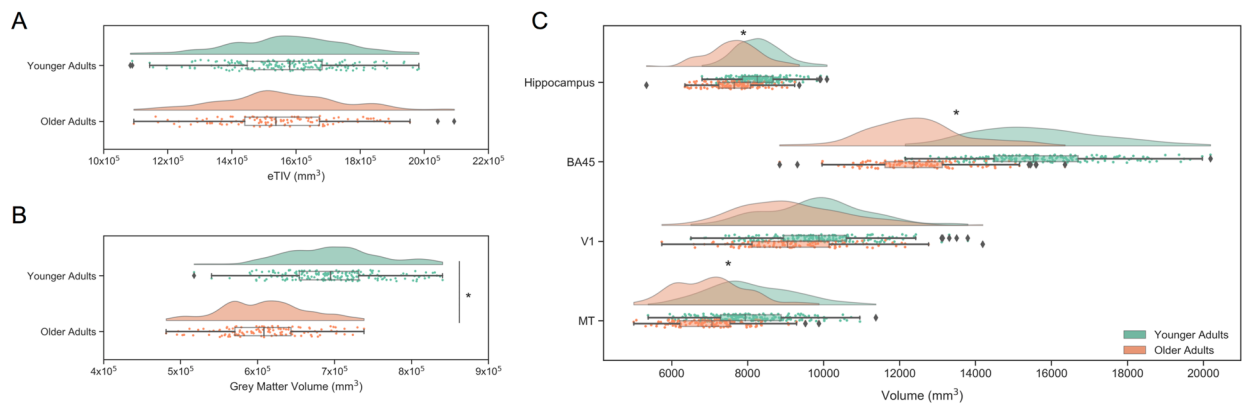 A
Younger Adults
Older Adults
10x10⁵ 12x10⁵ 14x10⁵ 16x10⁵ 18x10⁵ 20x10⁵ 22x10⁵
eTIV (mm³)
B
Younger Adults
*
Older Adults
4x10⁵ 5x10⁵ 6x10⁵ 7x10⁵ 8x10⁵ 9x10⁵
Grey Matter Volume (mm³)
C
*
Hippocampus
*
BA45
V1
*
MT
Younger Adults
Older Adults
6000 8000 10000 12000 14000 16000 18000 20000
Volume (mm³)